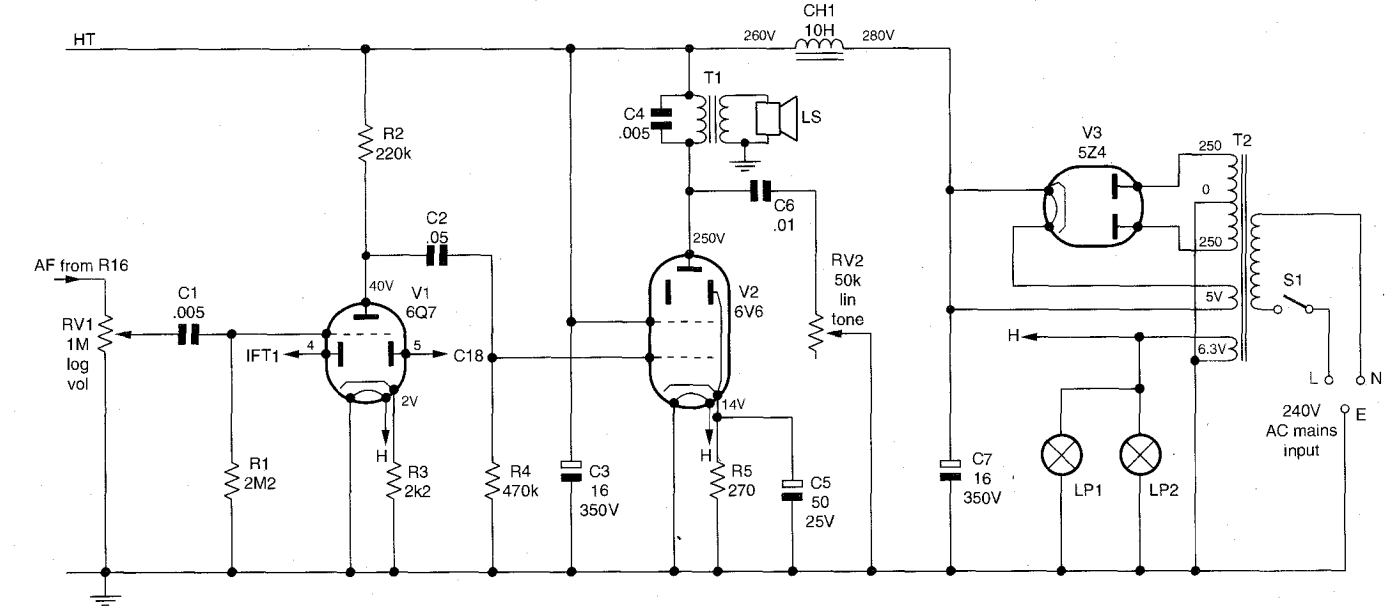 CH1
10H
HT
260V
280V
T1
C4
.005
LS
R2
220k
V3
5Z4
250
T2
0
250
C2
.05
C6
.01
AF from R16
250V
RV2
50k
lin
tone
C1
.005
40V
V1
6Q7
V2
6V6
5V
S1
RV1
1M
log
vol
IFT1
4
5
C18
H
6.3V
2V
14V
L
N
E
240V
AC mains
input
H
H
R1
2M2
R3
2k2
R4
470k
C3
16
350V
R5
270
C5
50
25V
C7
16
350V
LP1
LP2